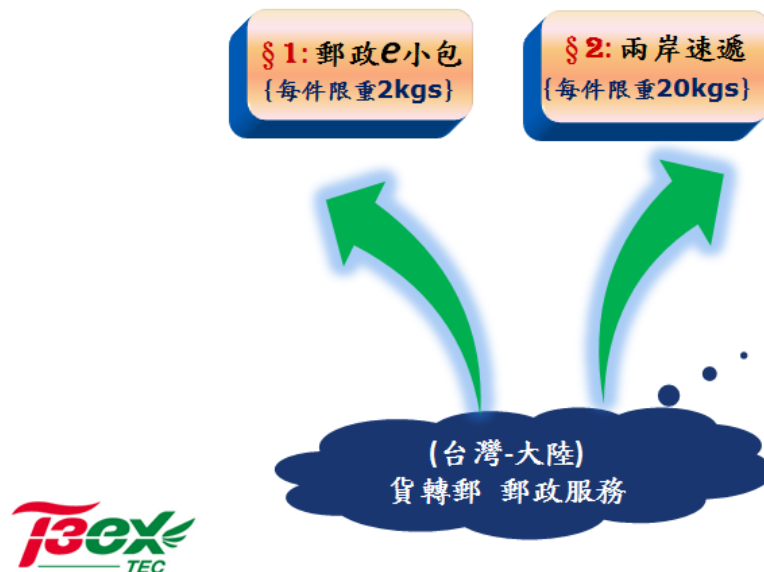 §1:郵政e小包
{每件限重2kgs}
§2:兩岸速遞
{每件限重20kgs}
(台灣-大陸)
貨轉郵 郵政服務
T3ex
TEC